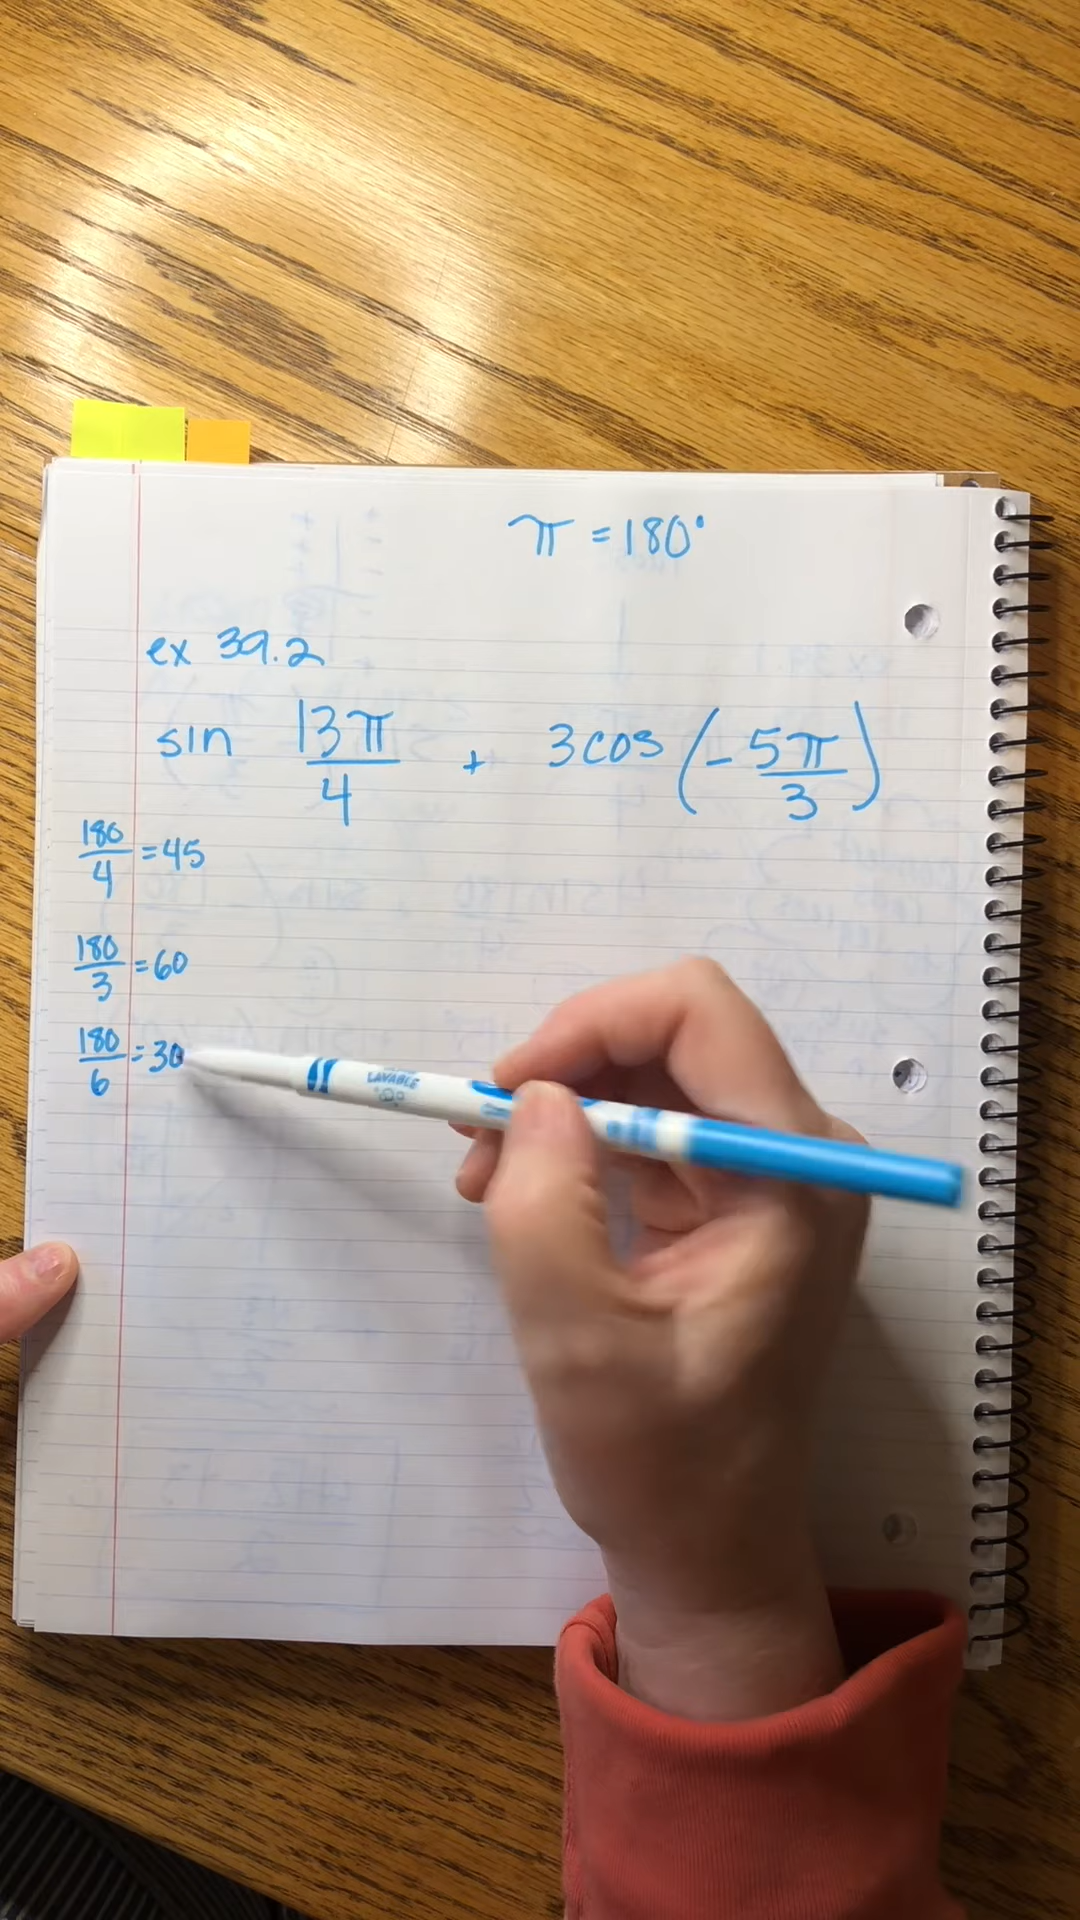 π = 180°
ex 39.2
sin 13π/4 + 3cos (-5π/3)
180/4 = 45
180/3 = 60
180/6 = 30